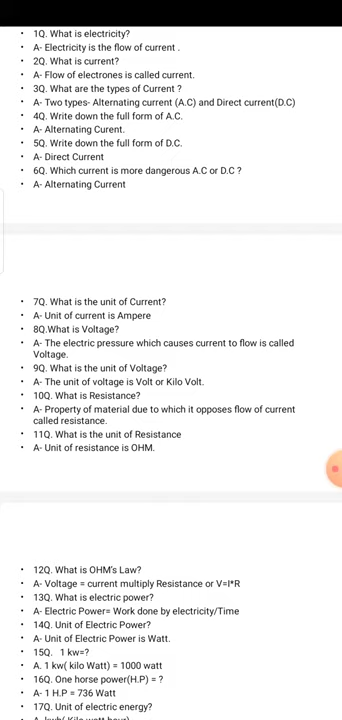 • 1Q. What is electricity?
• A- Electricity is the flow of current .
• 2Q. What is current?
• A- Flow of electrones is called current.
• 3Q. What are the types of Current ?
• A- Two types- Alternating current (A.C) and Direct current(D.C)
• 4Q. Write down the full form of A.C.
• A- Alternating Curent.
• 5Q. Write down the full form of D.C.
• A- Direct Current
• 6Q. Which current is more dangerous A.C or D.C ?
• A- Alternating Current
• 7Q. What is the unit of Current?
• A- Unit of current is Ampere
• 8Q.What is Voltage?
• A- The electric pressure which causes current to flow is called
Voltage.
• 9Q. What is the unit of Voltage?
• A- The unit of voltage is Volt or Kilo Volt.
• 10Q. What is Resistance?
• A- Property of material due to which it opposes flow of current
called resistance.
• 11Q. What is the unit of Resistance
• A- Unit of resistance is OHM.
• 12Q. What is OHM's Law?
• A- Voltage = current multiply Resistance or V=I*R
• 13Q. What is electric power?
• A- Electric Power= Work done by electricity/Time
• 14Q. Unit of Electric Power?
• A- Unit of Electric Power is Watt.
• 15Q. 1 kw=?
• A. 1 kw( kilo Watt) = 1000 watt
• 16Q. One horse power(H.P) = ?
• A- 1 H.P = 736 Watt
• 17Q. Unit of electric energy?
• A- kwh( Kilo watt hour)